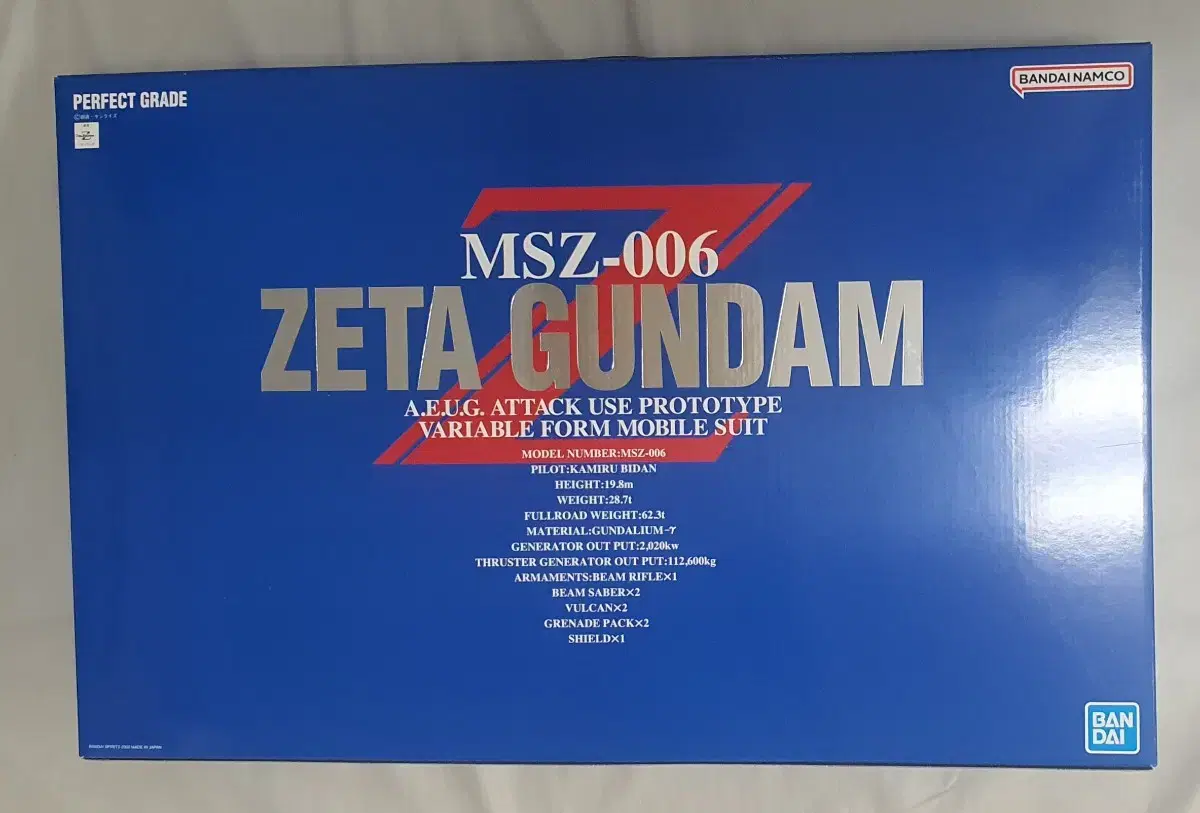 PERFECT GRADE
BANDAI NAMCO
MSZ-006
ZETA GUNDAM
A.E.U.G. ATTACK USE PROTOTYPE
VARIABLE FORM MOBILE SUIT
MODEL NUMBER:MSZ-006
PILOT:KAMIRU BIDAN
HEIGHT:19.8m
WEIGHT:28.7t
FULLROAD WEIGHT:62.3t
MATERIAL:GUNDALIUM-γ
GENERATOR OUT PUT:2,020kw
THRUSTER GENERATOR OUT PUT:112,600kg
ARMAMENTS:BEAM RIFLE×1
BEAM SABER×2
VULCAN×2
GRENADE PACK×2
SHIELD×1
BAN
DAI